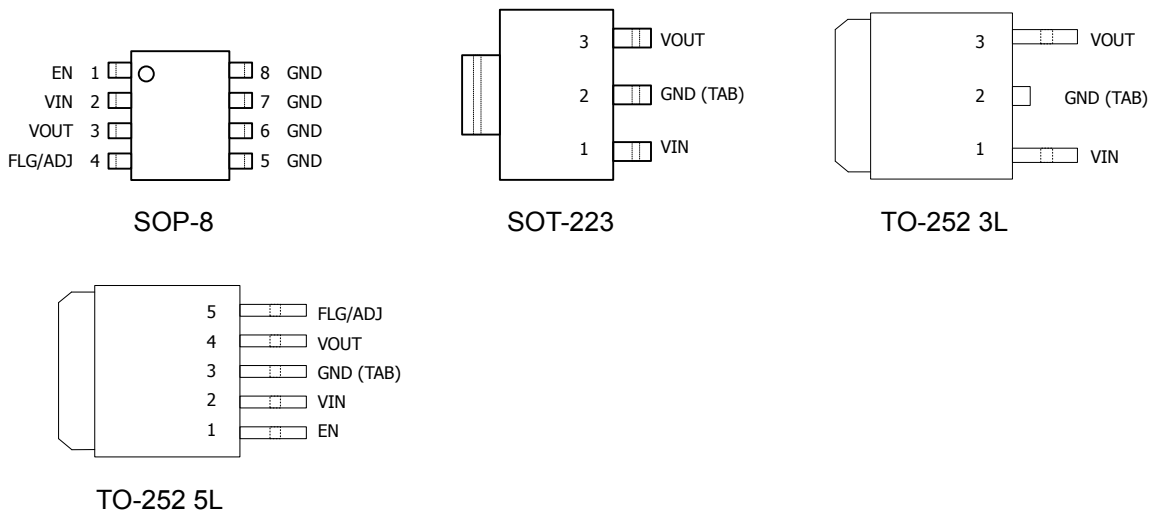 EN 1 8 GND
VIN 2 7 GND
VOUT 3 6 GND
FLG/ADJ 4 5 GND
SOP-8
3 VOUT
2 GND (TAB)
1 VIN
SOT-223
3 VOUT
2 GND (TAB)
1 VIN
TO-252 3L
5 FLG/ADJ
4 VOUT
3 GND (TAB)
2 VIN
1 EN
TO-252 5L